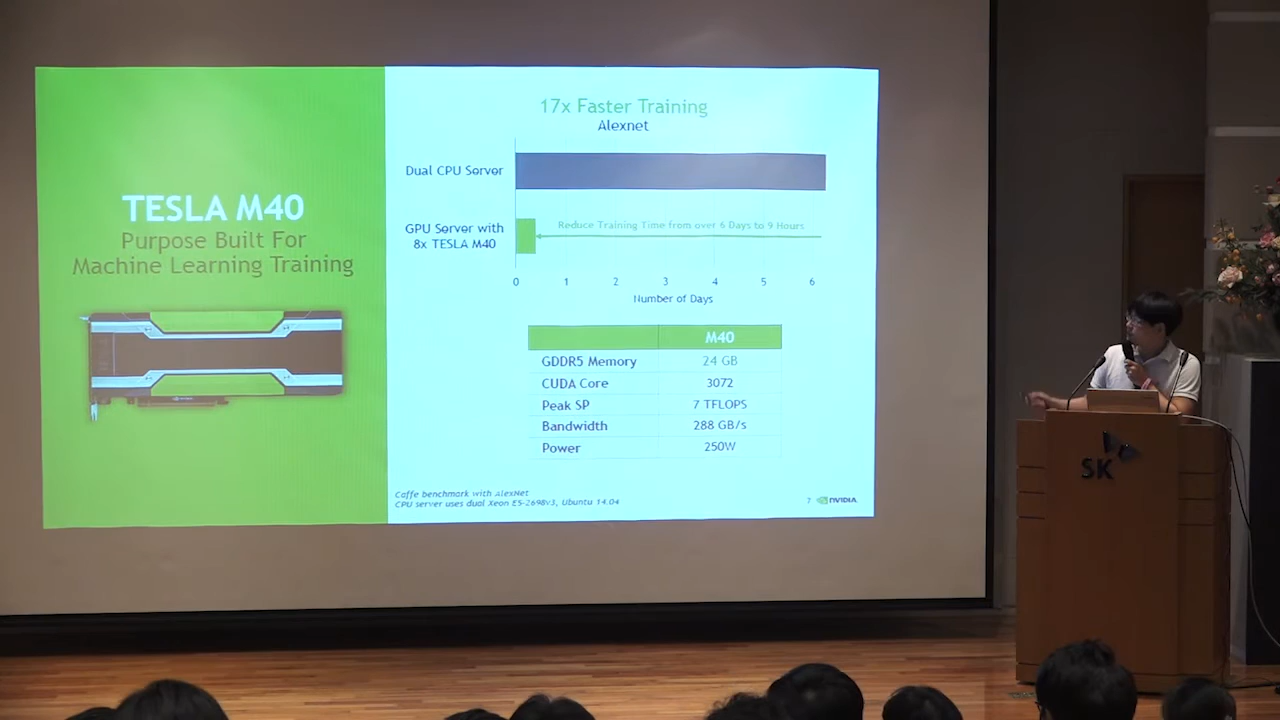 TESLA M40
Purpose Built For
Machine Learning Training
17x Faster Training
Alexnet
Dual CPU Server
GPU Server with
8x TESLA M40
Reduce Training Time from over 6 Days to 9 Hours
0 1 2 3 4 5 6
Number of Days
M40
GDDR5 Memory 24 GB
CUDA Core 3072
Peak SP 7 TFLOPS
Bandwidth 288 GB/s
Power 250W
Caffe benchmark with AlexNet
CPU server uses dual Xeon E5-2698v3, Ubuntu 14.04
7 NVIDIA
SK